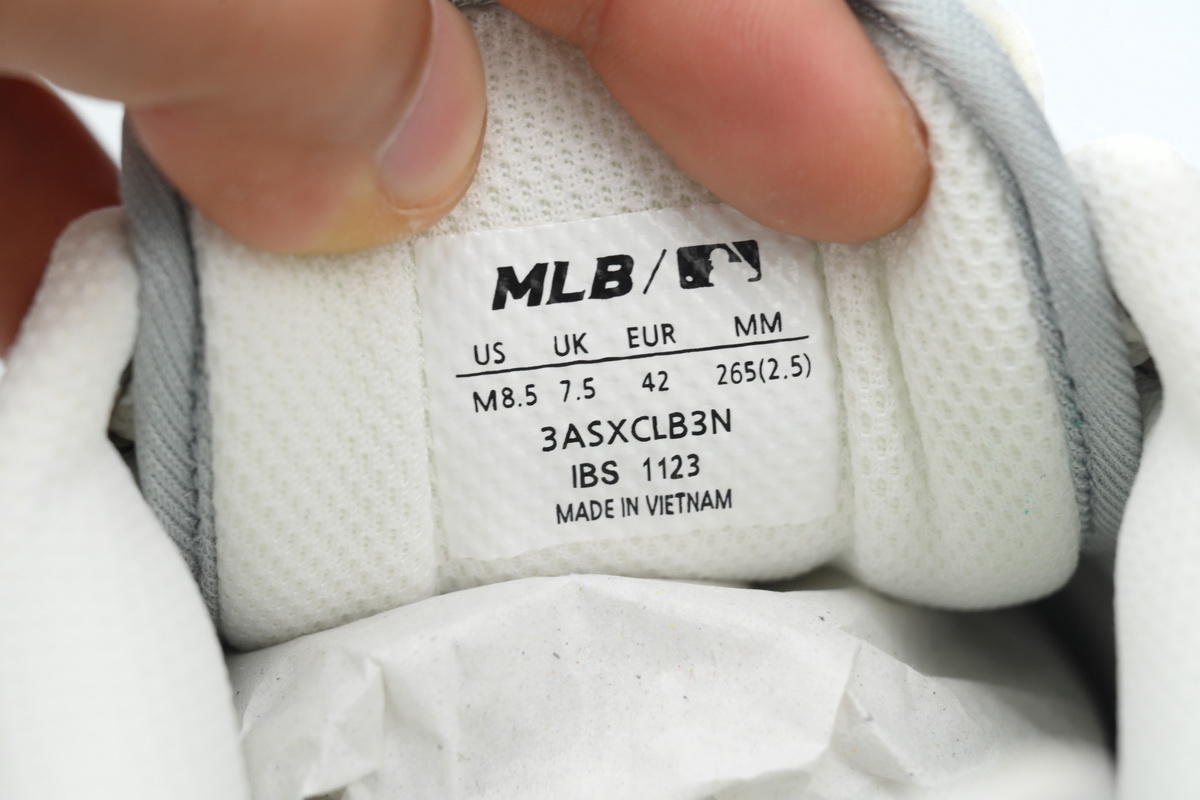 MLB /
US UK EUR MM
M8.5 7.5 42 265(2.5)
3ASXCLB3N
IBS 1123
MADE IN VIETNAM